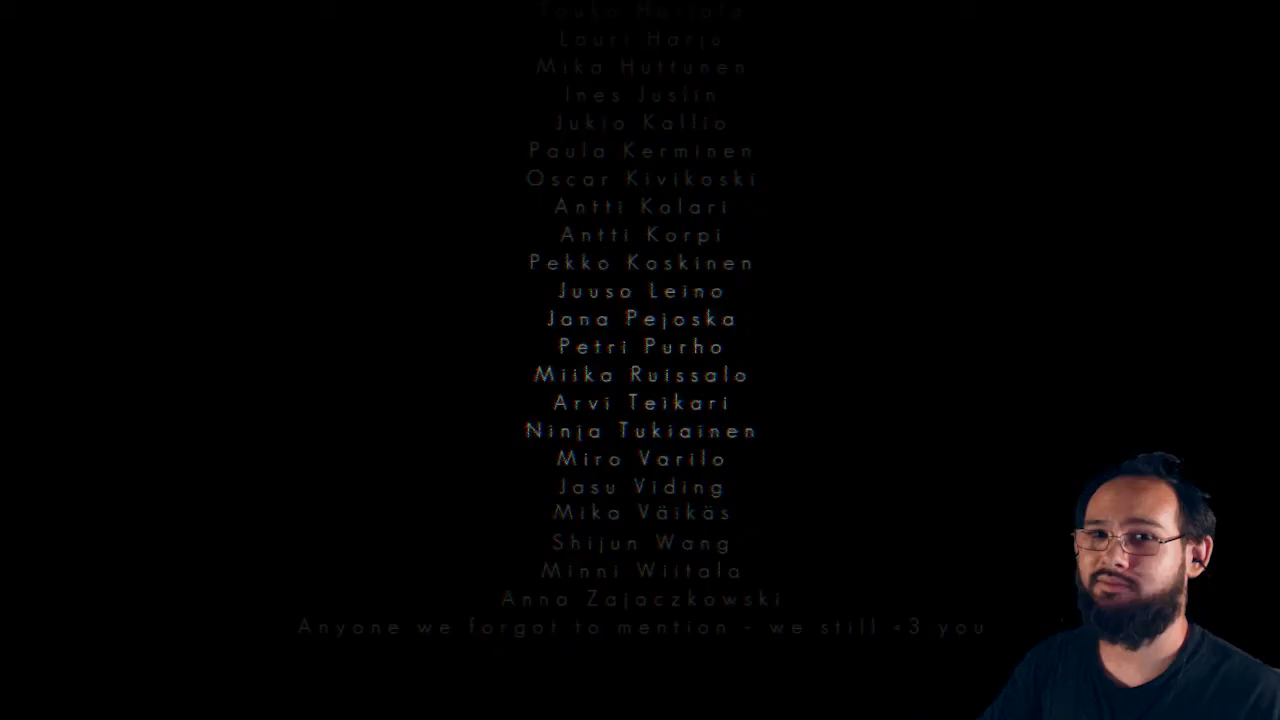 Lauri Harju
Mika Huttunen
Ines Juslin
Jukio Kallio
Paula Kerminen
Oscar Kivikoski
Antti Kolari
Antti Korpi
Pekko Koskinen
Juuso Leino
Jana Pejoska
Petri Purho
Miika Ruissalo
Arvi Teikari
Ninja Tukiainen
Miro Varilo
Jasu Viding
Mika Väikäs
Shijun Wang
Minni Wiitala
Anna Zajaczkowski
Anyone we forgot to mention - we still <3 you